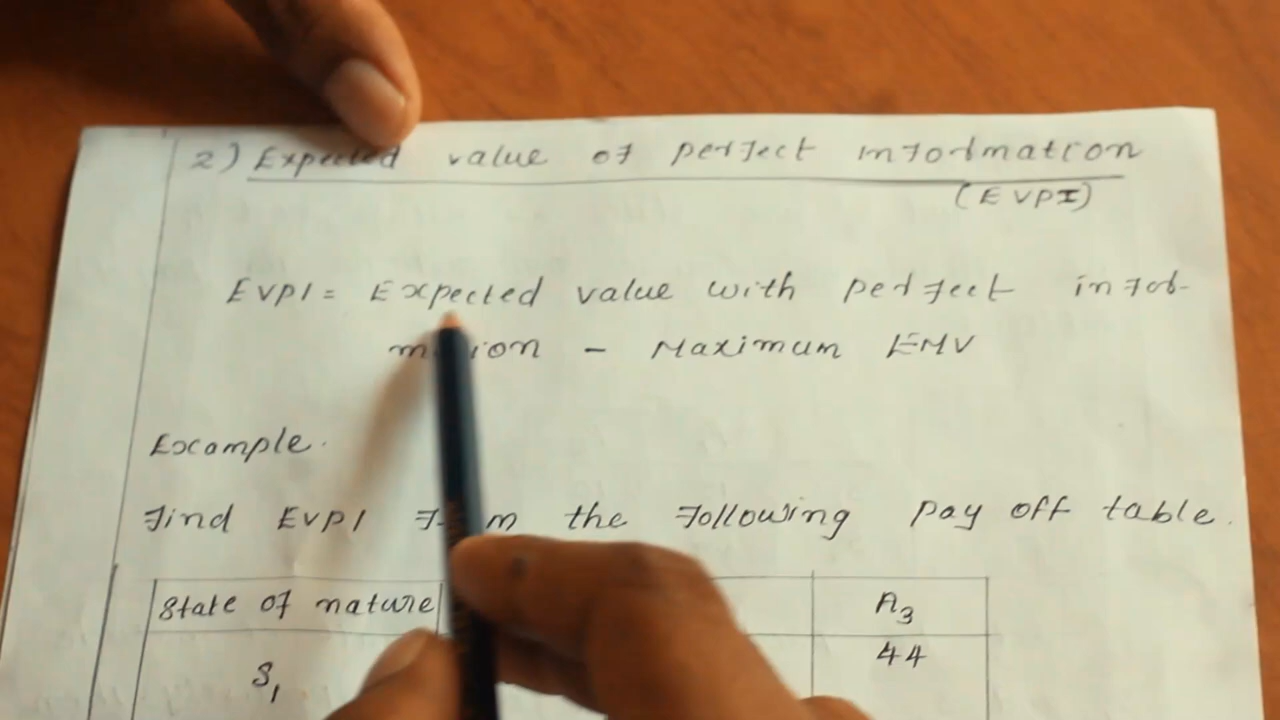 2) Expected value of perfect information
(EVPI)
EVPI = Expected value with perfect infor-
mation - Maximum EMV
Example.
Find EVPI from the following pay off table.
State of nature A3
S1 44